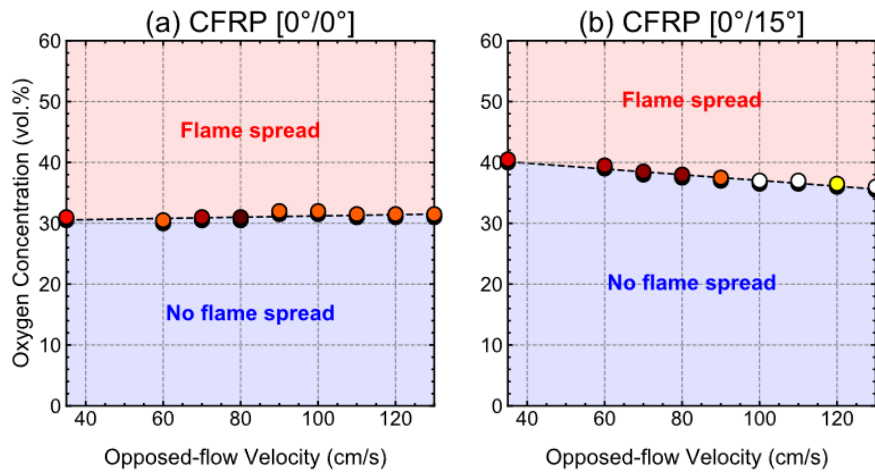 (a) CFRP [0°/0°]
60
50
40
30
20
10
0
Oxygen Concentration (vol.%)
Flame spread
No flame spread
40
60
80
100
120
Opposed-flow Velocity (cm/s)
(b) CFRP [0°/15°]
60
50
40
30
20
10
0
Flame spread
No flame spread
40
60
80
100
120
Opposed-flow Velocity (cm/s)